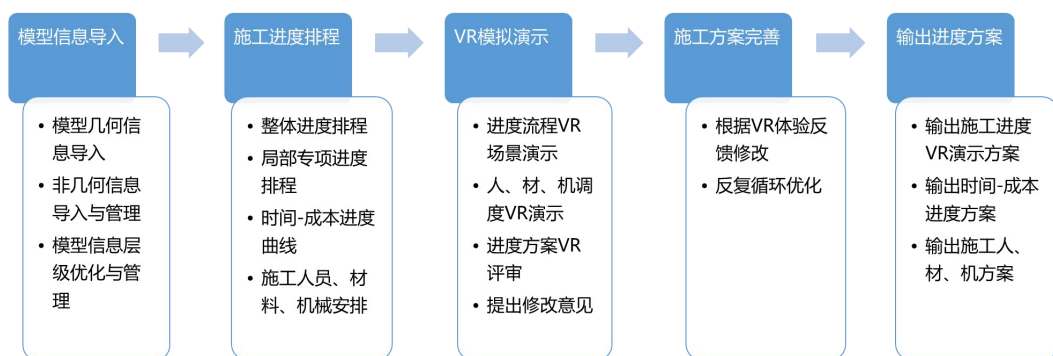 模型信息导入
• 模型几何信
息导入
• 非几何信息
导入与管理
• 模型信息层
级优化与管
理
施工进度排程
• 整体进度排程
• 局部专项进度
排程
• 时间-成本进度
曲线
• 施工人员、材
料、机械安排
VR模拟演示
• 进度流程VR
场景演示
• 人、材、机调
度VR演示
• 进度方案VR
评审
• 提出修改意见
施工方案完善
• 根据VR体验反
馈修改
• 反复循环优化
输出进度方案
• 输出施工进度
VR演示方案
• 输出时间-成本
进度方案
• 输出施工人、
材、机方案